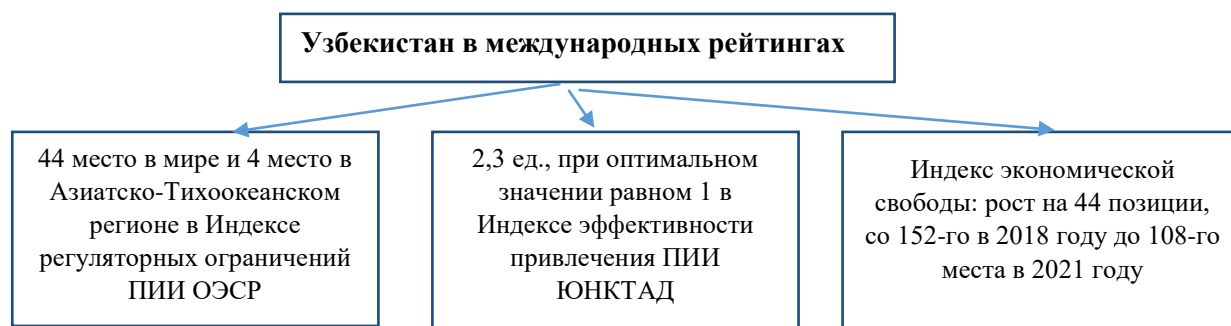 Узбекистан в международных рейтингах
44 место в мире и 4 место в
Азиатско-Тихоокеанском
регионе в Индексе
регуляторных ограничений
ПИИ ОЭСР
2,3 ед., при оптимальном
значении равном 1 в
Индексе эффективности
привлечения ПИИ
ЮНКТАД
Индекс экономической
свободы: рост на 44 позиции,
со 152-го в 2018 году до 108-го
места в 2021 году